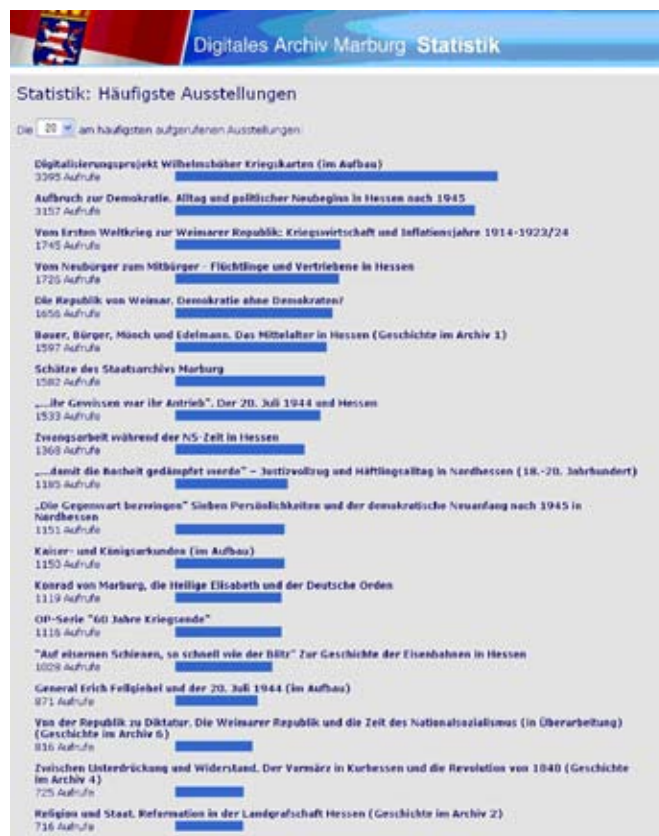 Digitales Archiv Marburg Statistik
Statistik: Häufigste Ausstellungen
Die 20 am häufigsten aufgerufenen Ausstellungen
Digitalisierungsprojekt Wilhelmshöher Kriegskarten (im Aufbau)
3395 Aufrufe
Aufbruch zur Demokratie. Alltag und politischer Neubeginn in Hessen nach 1945
3157 Aufrufe
Vom Ersten Weltkrieg zur Weimarer Republik: Kriegswirtschaft und Inflationsjahre 1914-1923/24
1745 Aufrufe
Vom Neubürger zum Mitbürger - Flüchtlinge und Vertriebene in Hessen
1726 Aufrufe
Die Republik von Weimar. Demokratie ohne Demokraten?
1656 Aufrufe
Bauer, Bürger, Mönch und Edelmann. Das Mittelalter in Hessen (Geschichte im Archiv 1)
1597 Aufrufe
Schätze des Staatsarchivs Marburg
1582 Aufrufe
„...ihr Gewissen war ihr Antrieb". Der 20. Juli 1944 und Hessen
1533 Aufrufe
Zwangsarbeit während der NS-Zeit in Hessen
1368 Aufrufe
„...damit die Bosheit gedämpfet werde" – Justizvollzug und Häftlingsalltag in Nordhessen (18.-20. Jahrhundert)
1185 Aufrufe
„Die Gegenwart bezwingen" Sieben Persönlichkeiten und der demokratische Neuanfang nach 1945 in
Nordhessen
1151 Aufrufe
Kaiser- und Königsurkunden (im Aufbau)
1150 Aufrufe
Konrad von Marburg, die Heilige Elisabeth und der Deutsche Orden
1119 Aufrufe
OP-Serie "60 Jahre Kriegsende"
1116 Aufrufe
"Auf eisernen Schienen, so schnell wie der Blitz" Zur Geschichte der Eisenbahnen in Hessen
1028 Aufrufe
General Erich Fellgiebel und der 20. Juli 1944 (im Aufbau)
871 Aufrufe
Von der Republik zu Diktatur. Die Weimarer Republik und die Zeit des Nationalsozialismus (in Überarbeitung)
(Geschichte im Archiv 6)
816 Aufrufe
Zwischen Unterdrückung und Widerstand. Der Vormärz in Kurhessen und die Revolution von 1848 (Geschichte
im Archiv 4)
725 Aufrufe
Religion und Staat. Reformation in der Landgrafschaft Hessen (Geschichte im Archiv 2)
716 Aufrufe